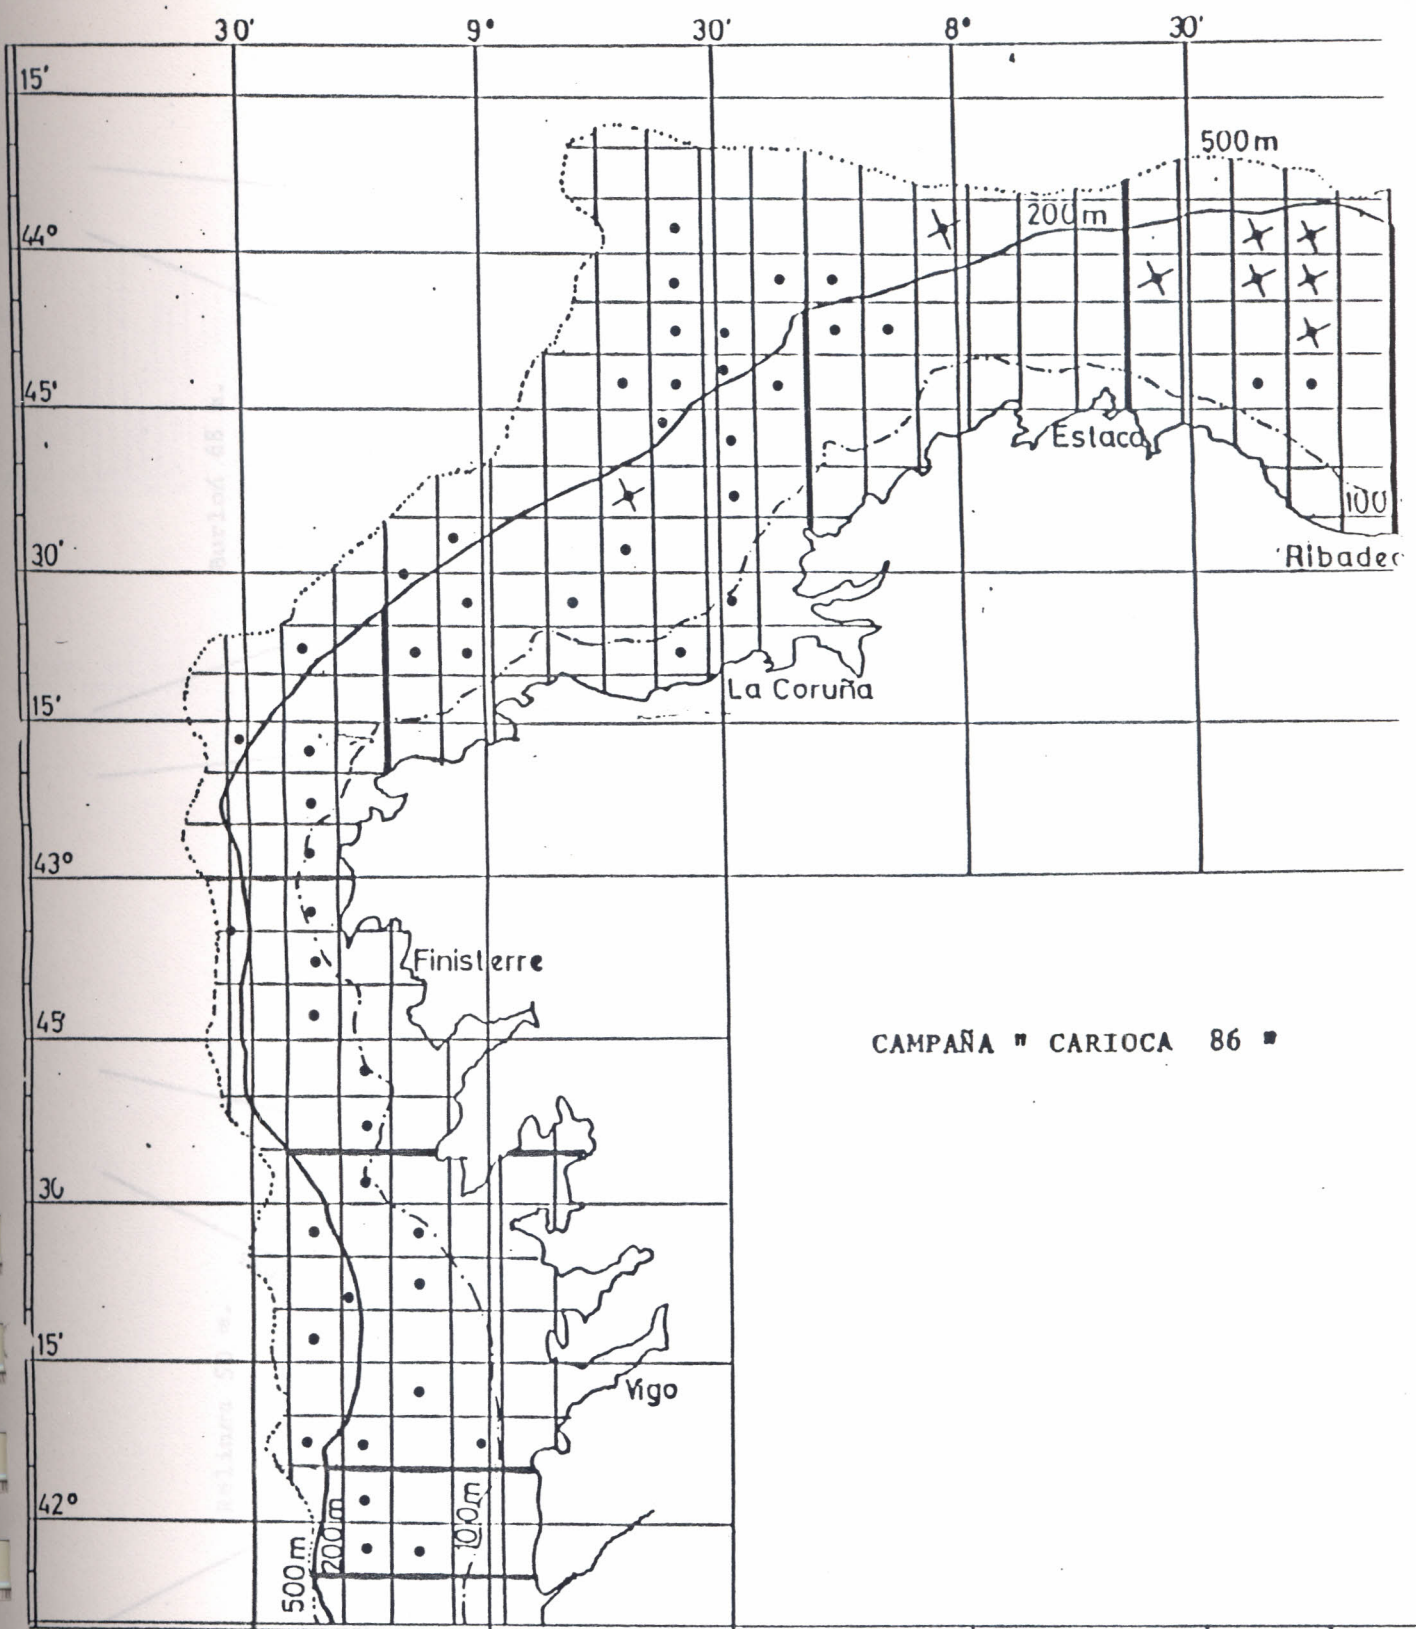 30' 9° 30' 8° 30'
15'
500m
200m
44°
45'
Estaca
100
30'
Ribadeo
La Coruña
15'
43°
Finisterre
45'
CAMPAÑA " CARIOCA 86 "
30
15'
Vigo
42°
500m
200m
100m